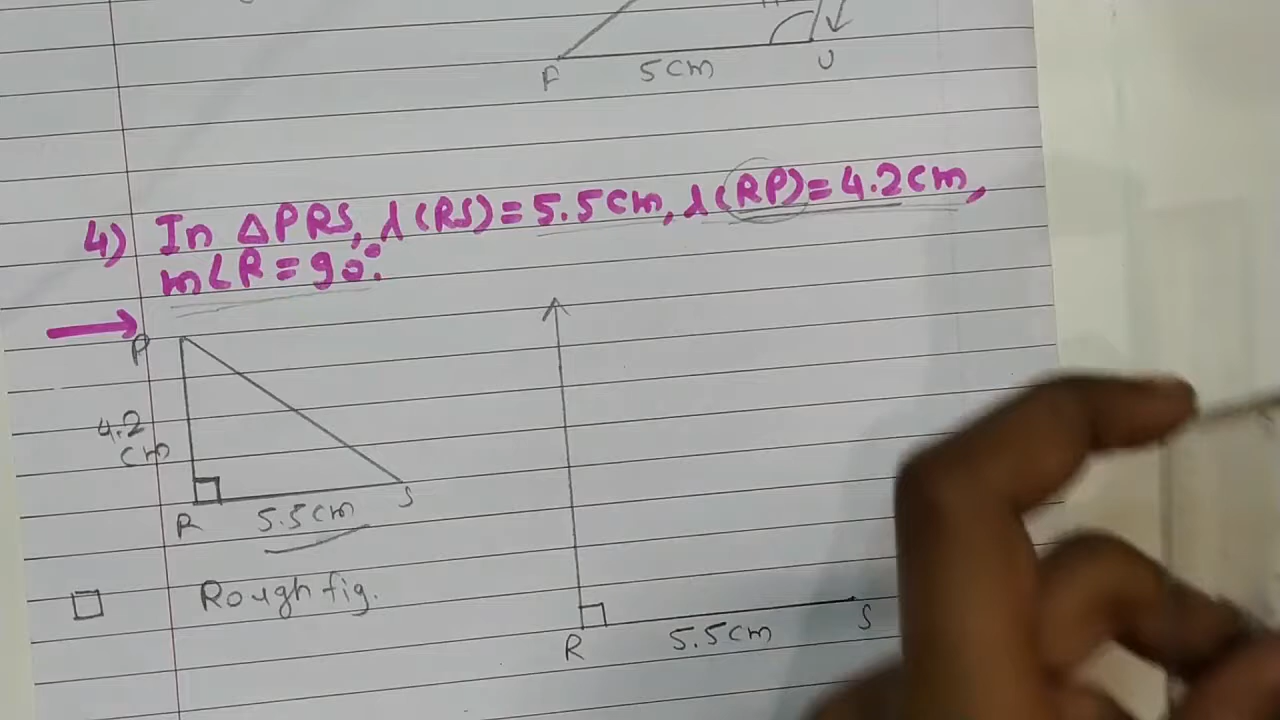 F 5cm U
4) In △PRS, l(RS)=5.5cm, l(RP)=4.2cm,
m∠R=90°.
P
4.2
cm
R 5.5cm S
Rough fig.
R 5.5cm S